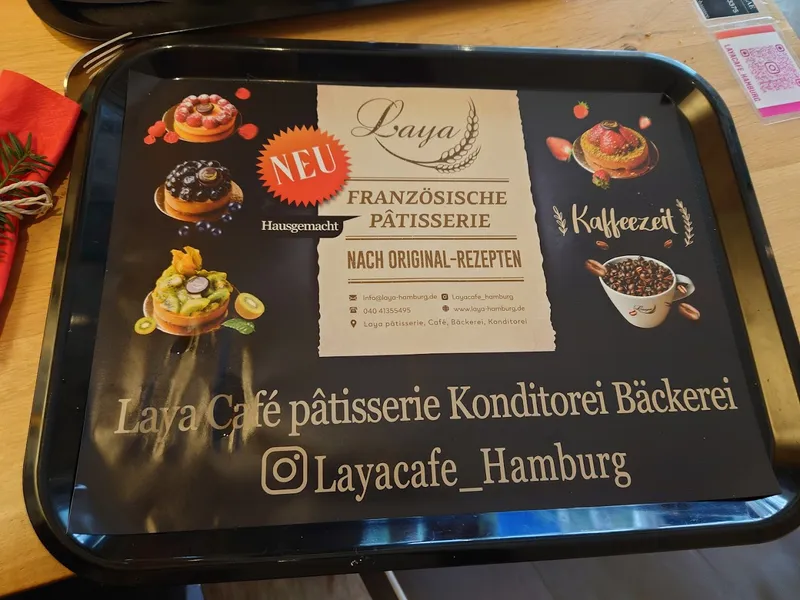 Laya
NEU
FRANZÖSISCHE
PÂTISSERIE
Hausgemacht
NACH ORIGINAL-REZEPTEN
info@laya-hamburg.de Layacafe_hamburg
040 41355495 www.laya-hamburg.de
Laya pâtisserie, Café, Bäckerei, Konditorei
Kaffeezeit
Laya Café pâtisserie Konditorei Bäckerei
Layacafe_Hamburg
LAYACAFE_HAMBURG